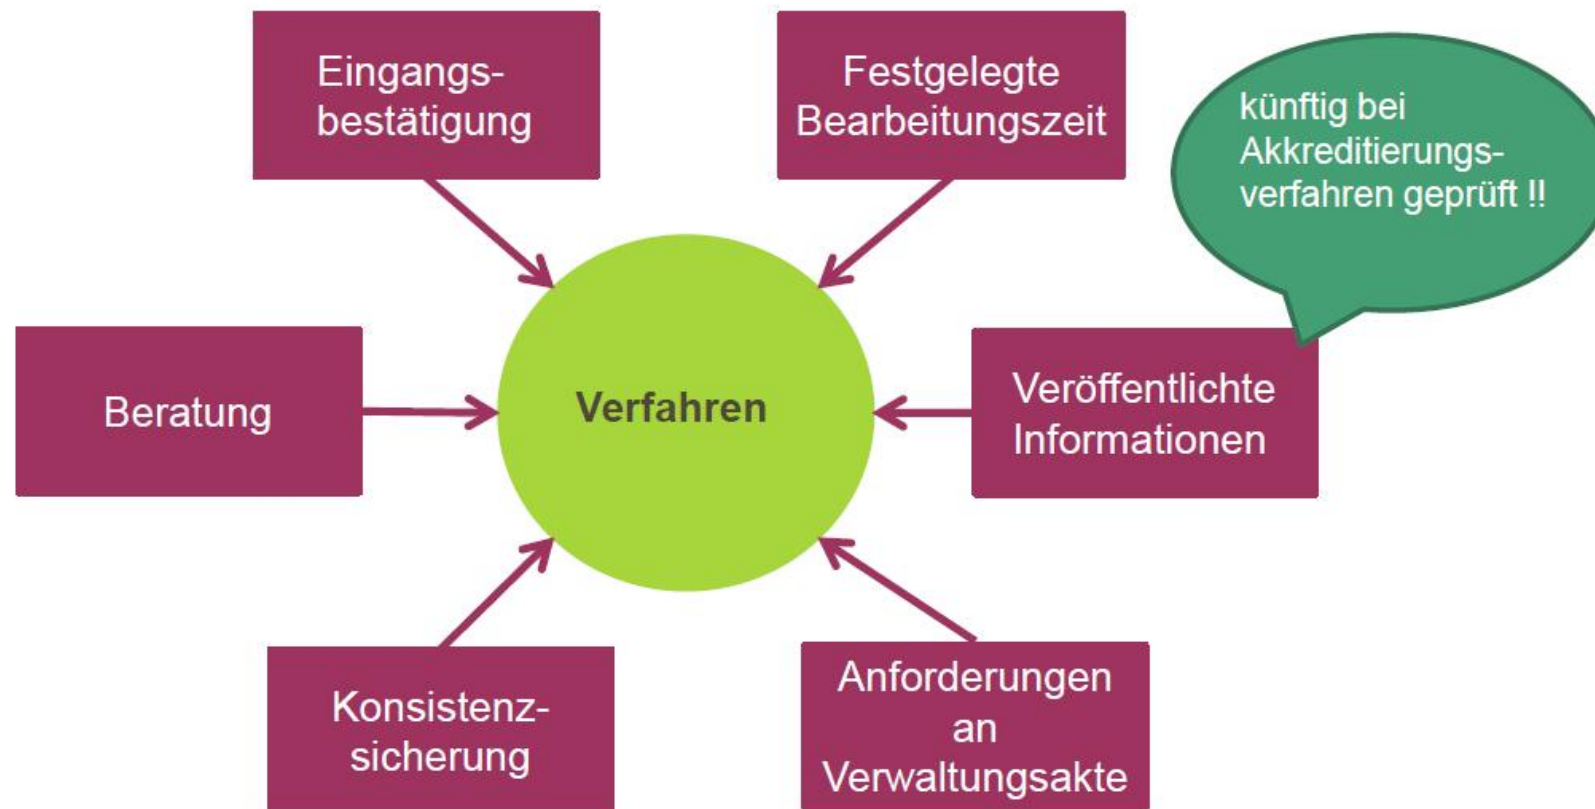 Eingangs-
bestätigung
Festgelegte
Bearbeitungszeit
künftig bei
Akkreditierungs-
verfahren geprüft !!
Beratung
Verfahren
Veröffentlichte
Informationen
Konsistenz-
sicherung
Anforderungen
an
Verwaltungsakte